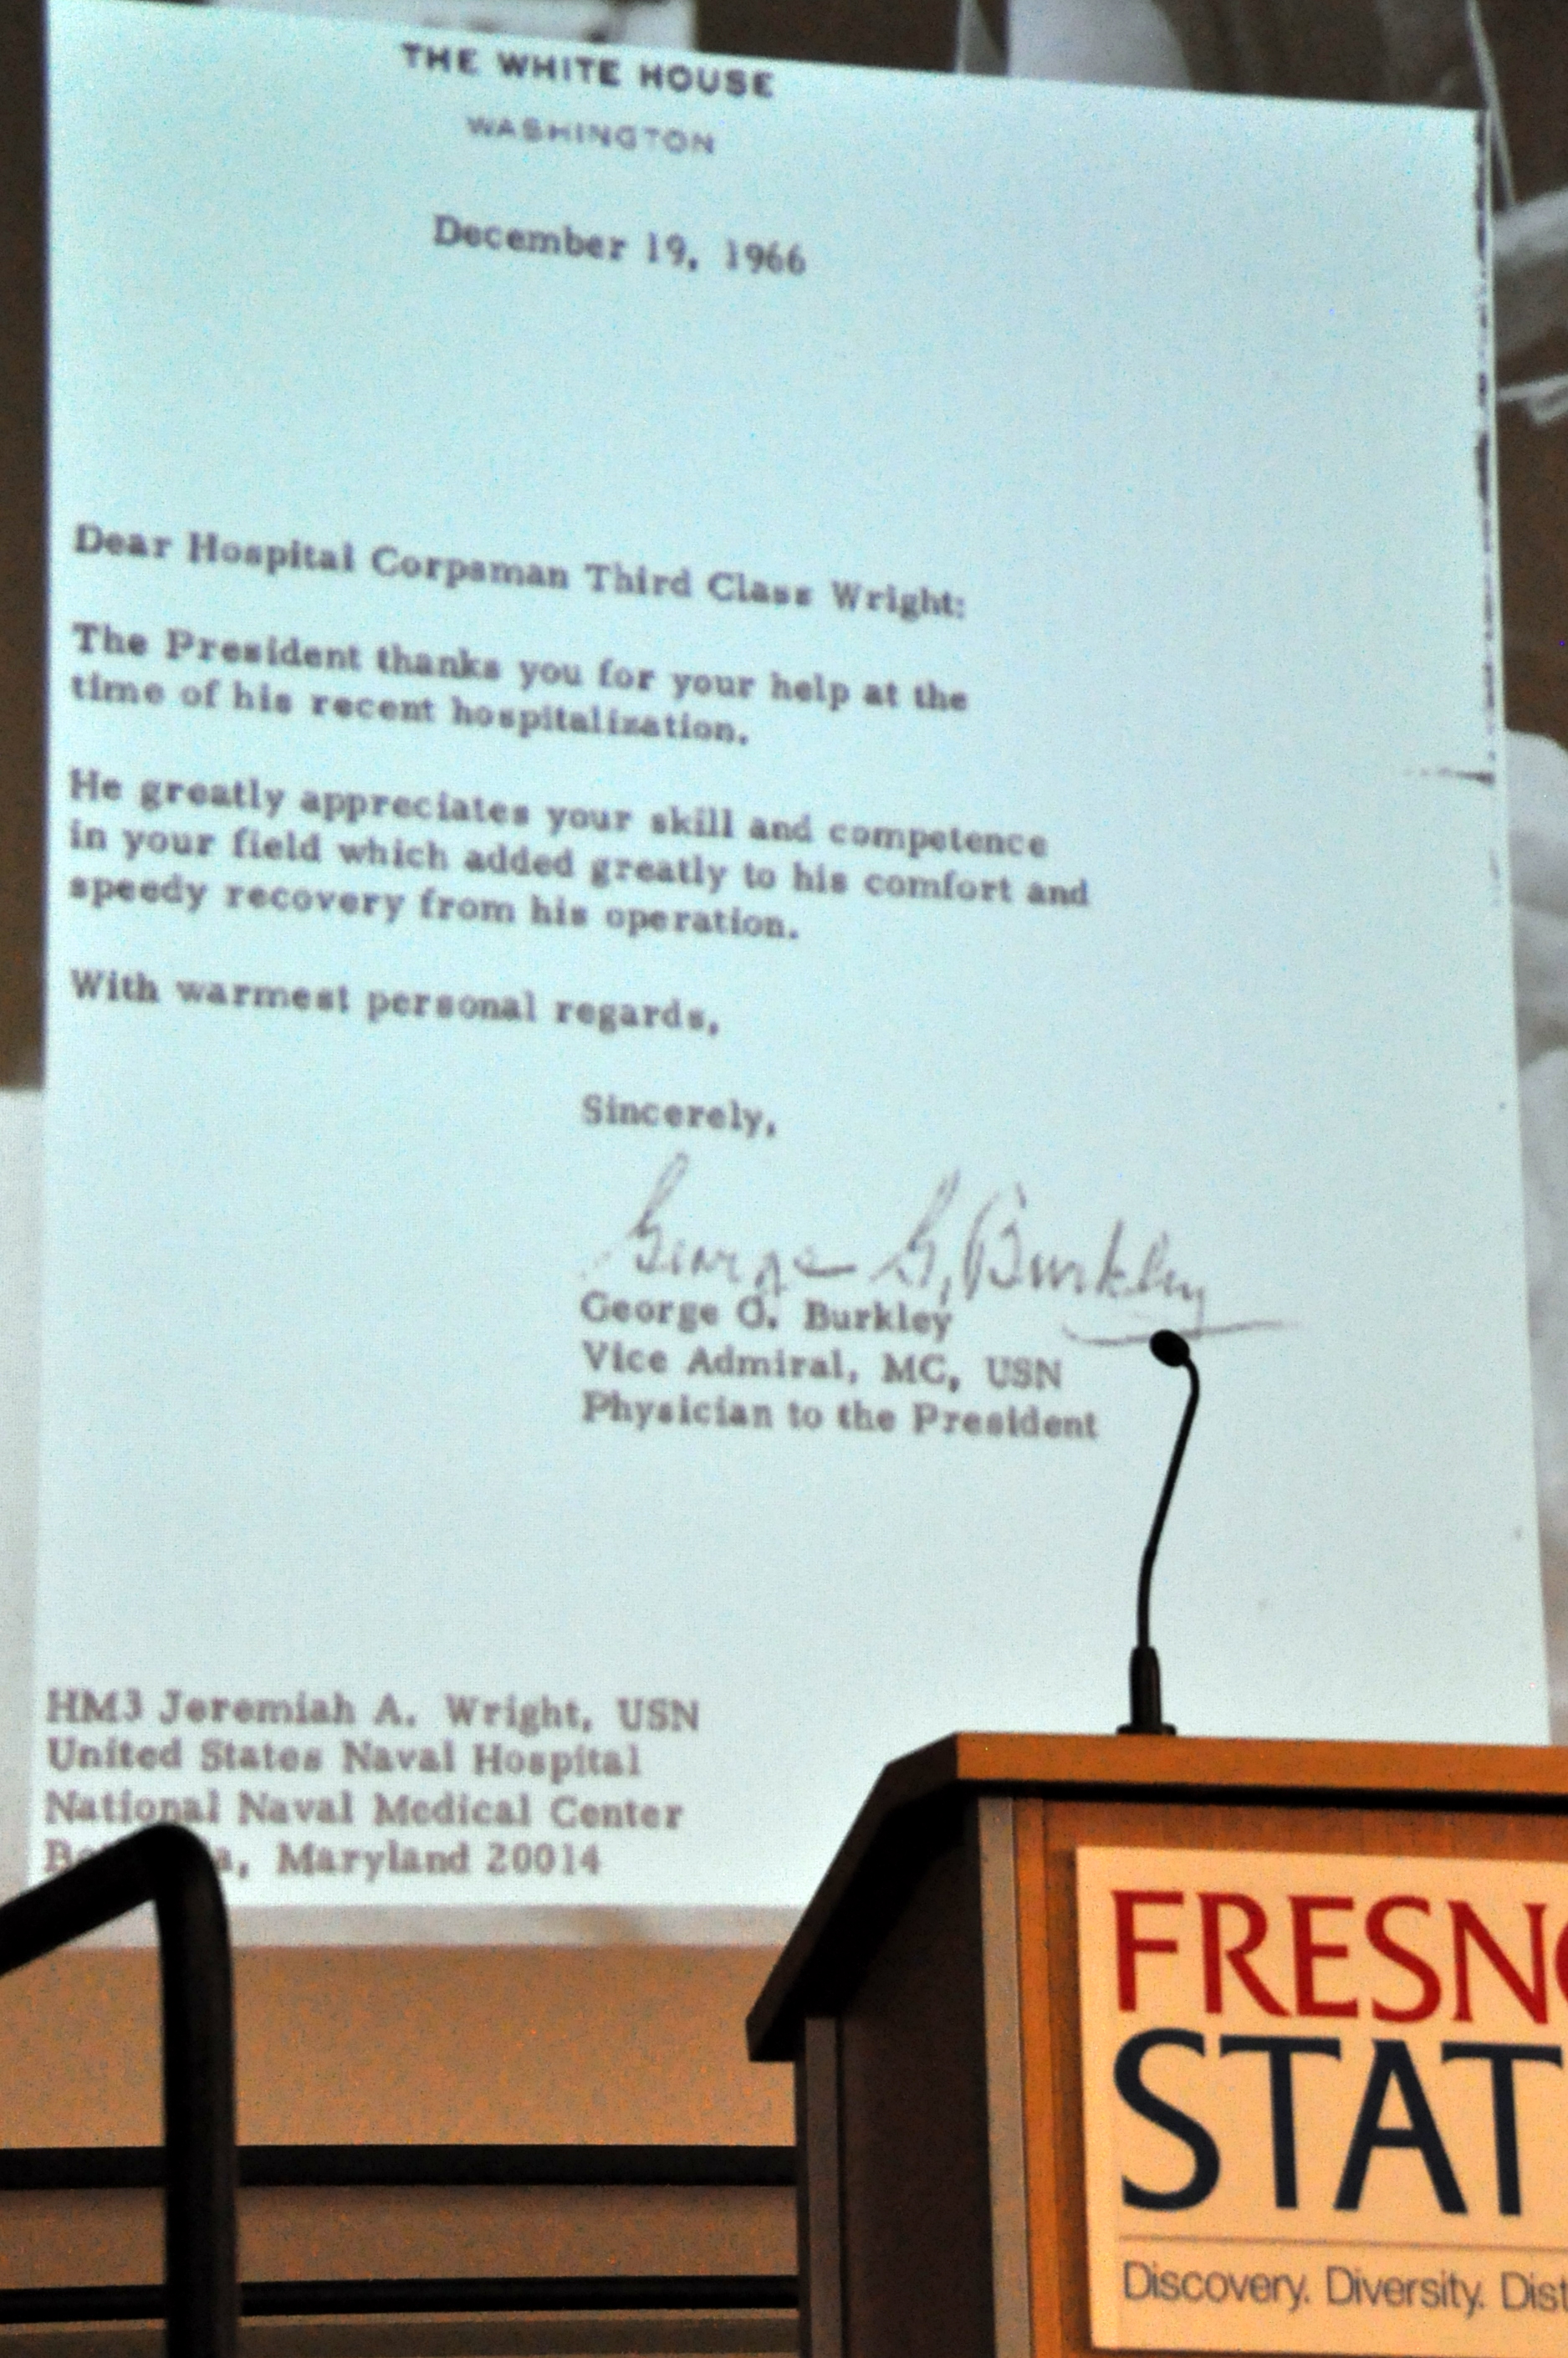 THE WHITE HOUSE
WASHINGTON
December 19, 1966
Dear Hospital Corpsman Third Class Wright:
The President thanks you for your help at the
time of his recent hospitalization.
He greatly appreciates your skill and competence
in your field which added greatly to his comfort and
speedy recovery from his operation.
With warmest personal regards,
Sincerely,
George G. Burkley
George G. Burkley
Vice Admiral, MC, USN
Physician to the President
HM3 Jeremiah A. Wright, USN
United States Naval Hospital
National Naval Medical Center
Maryland 20014
FRESNO
STAT
Discovery. Diversity. Dist